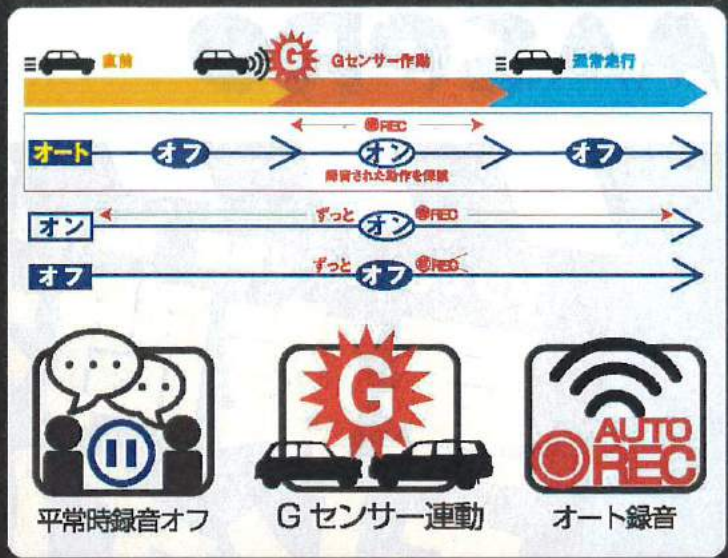 直前
G
Gセンサー作動
通常走行
REC
オート
オフ
オン
オフ
録音された動作を保護
オン
ずっと
オン
REC
オフ
ずっと
オフ
REC
G
AUTO
REC
平常時録音オフ
Gセンサー連動
オート録音